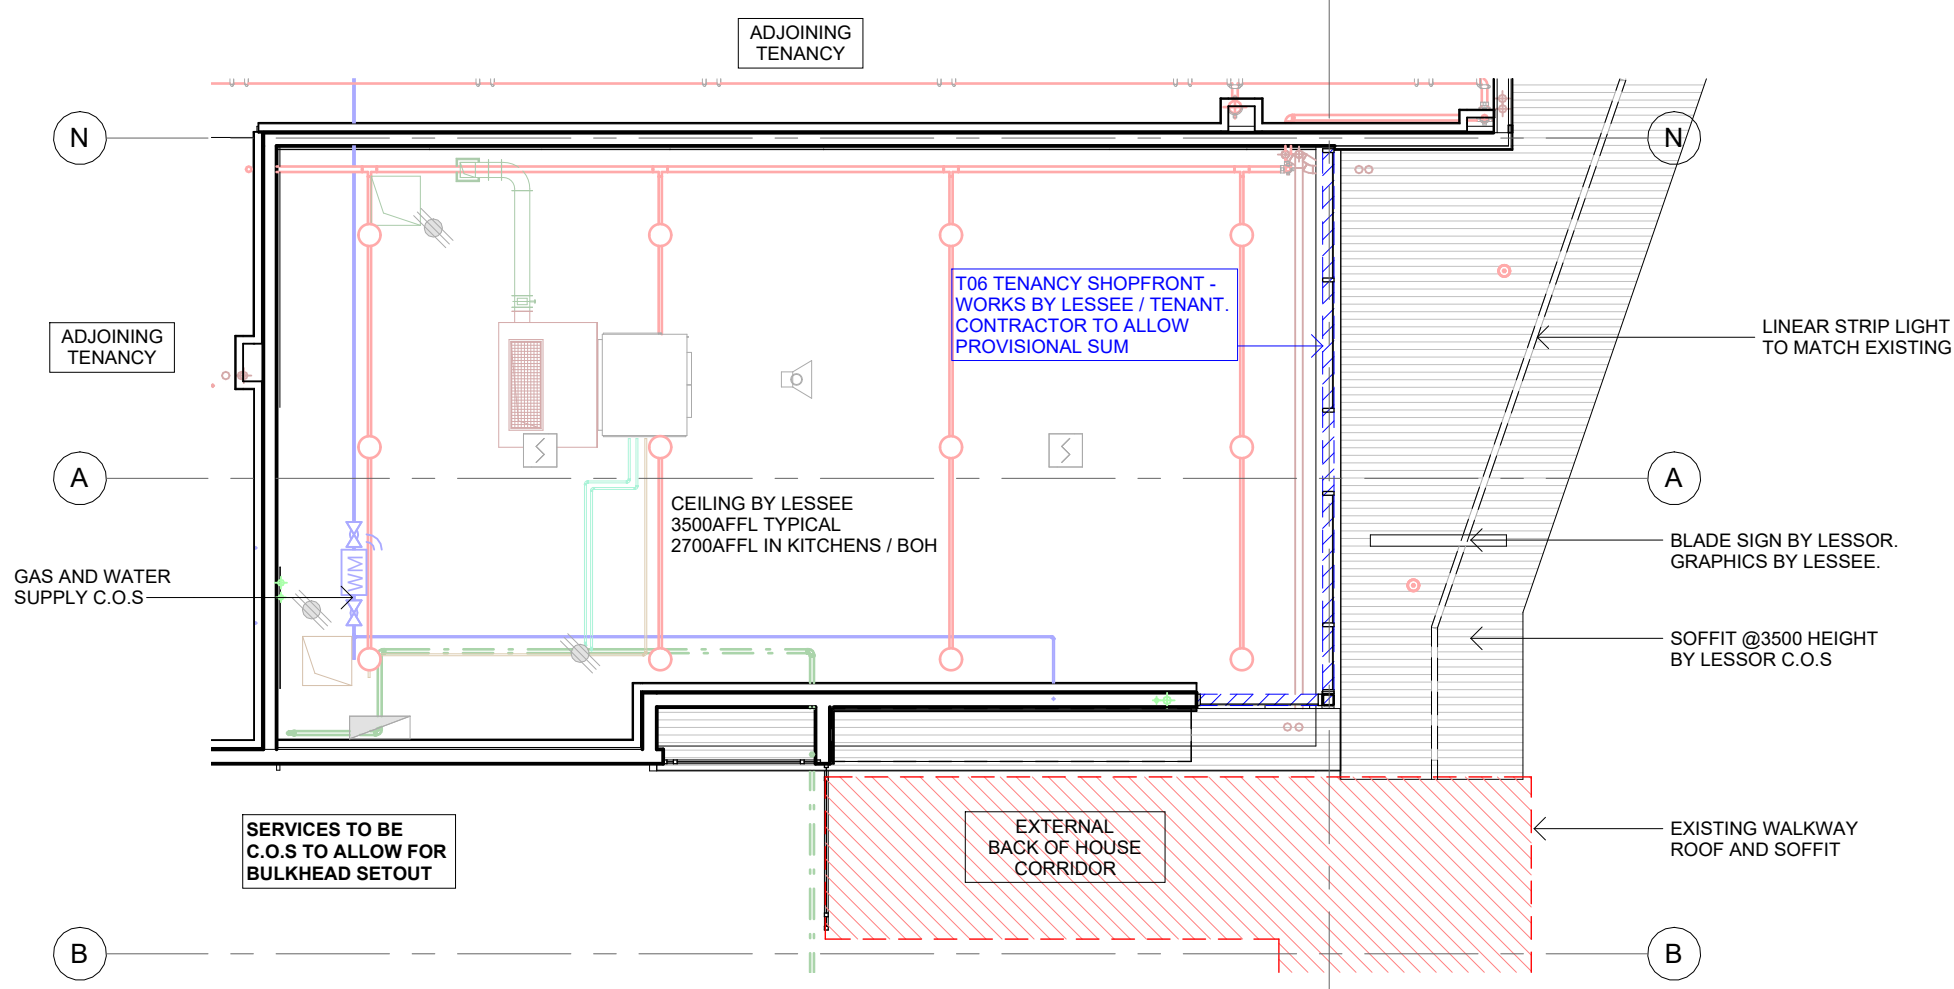 ADJOINING
TENANCY
N
N
T06 TENANCY SHOPFRONT -
WORKS BY LESSEE / TENANT.
CONTRACTOR TO ALLOW
PROVISIONAL SUM
ADJOINING
TENANCY
LINEAR STRIP LIGHT
TO MATCH EXISTING
A
A
CEILING BY LESSEE
3500AFFL TYPICAL
2700AFFL IN KITCHENS / BOH
BLADE SIGN BY LESSOR.
GRAPHICS BY LESSEE.
WM
GAS AND WATER
SUPPLY C.O.S
SOFFIT @3500 HEIGHT
BY LESSOR C.O.S
SERVICES TO BE
C.O.S TO ALLOW FOR
BULKHEAD SETOUT
EXTERNAL
BACK OF HOUSE
CORRIDOR
EXISTING WALKWAY
ROOF AND SOFFIT
B
B